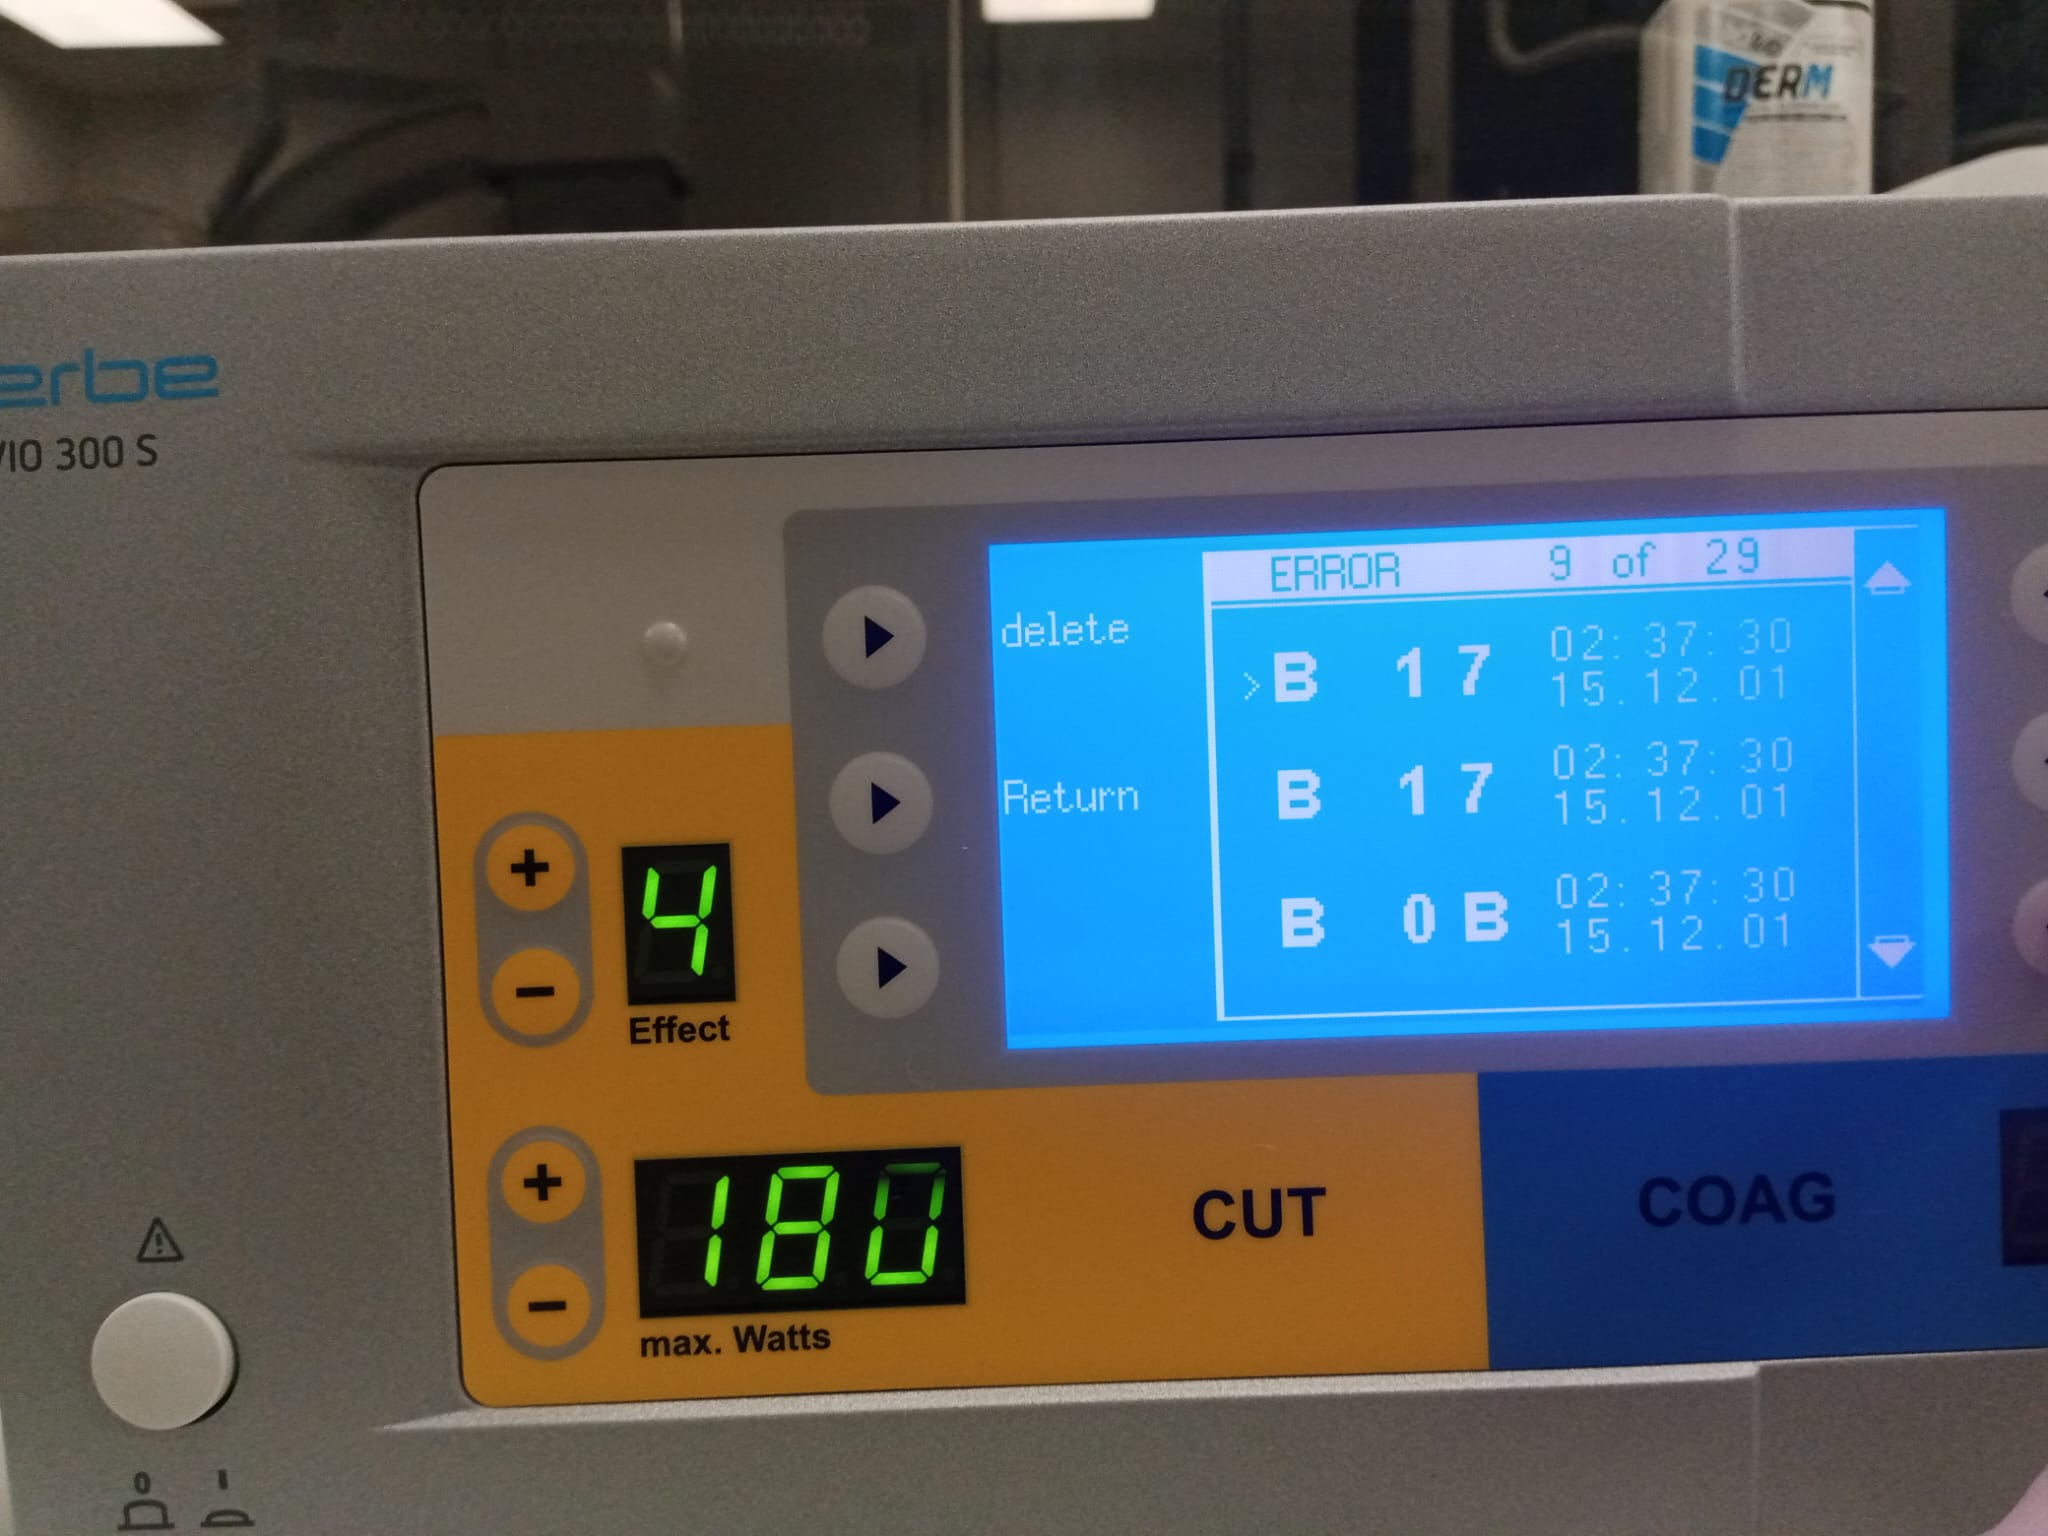 DERM
erbe
VIO 300 S
ERROR 9 of 29
delete
>B 17 02:37:30
15.12.01
Return
B 17 02:37:30
15.12.01
B 0B 02:37:30
15.12.01
+
4
−
Effect
+
180
−
max. Watts
CUT
COAG
0 I